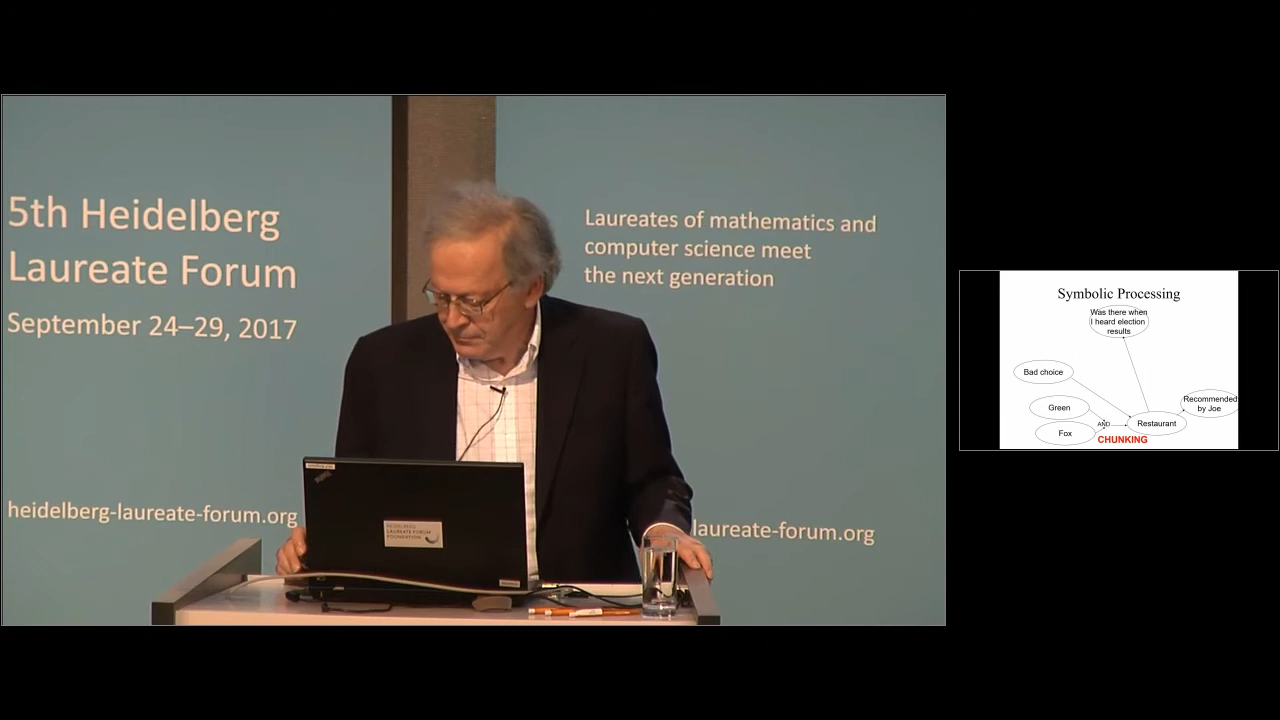 5th Heidelberg
Laureate Forum
September 24–29, 2017
heidelberg-laureate-forum.org
Laureates of mathematics and
computer science meet
the next generation
laureate-forum.org
HEIDELBERG
LAUREATE FORUM
FOUNDATION
Symbolic Processing
Was there when
I heard election
results
Bad choice
Green
Fox
AND
CHUNKING
Restaurant
Recommended
by Joe